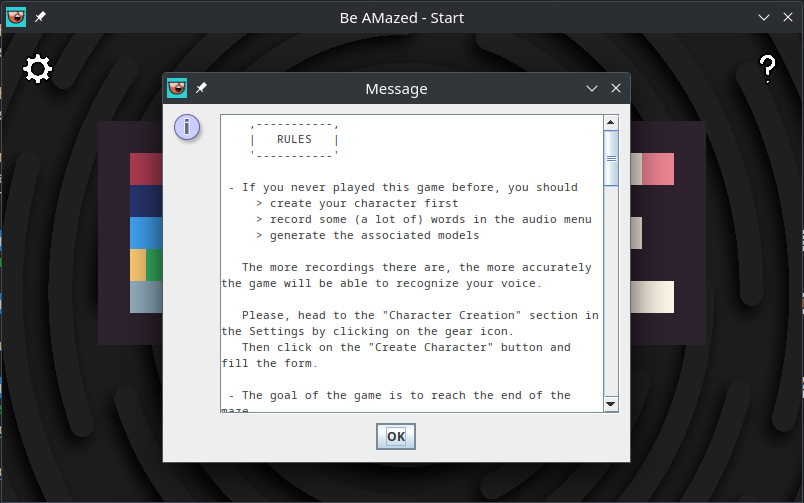 Be AMazed - Start
?
Message
i
,-----------,
|   RULES   |
'-----------'
- If you never played this game before, you should
> create your character first
> record some (a lot of) words in the audio menu
> generate the associated models
The more recordings there are, the more accurately
the game will be able to recognize your voice.
Please, head to the "Character Creation" section in
the Settings by clicking on the gear icon.
Then click on the "Create Character" button and
fill the form.
- The goal of the game is to reach the end of the
maze
OK